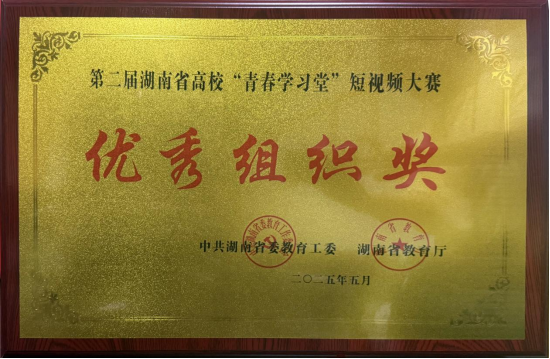 第二届湖南省高校“青春学习堂”短视频大赛
优秀组织奖
中共湖南省委教育工委 湖南省教育厅
二〇二五年五月